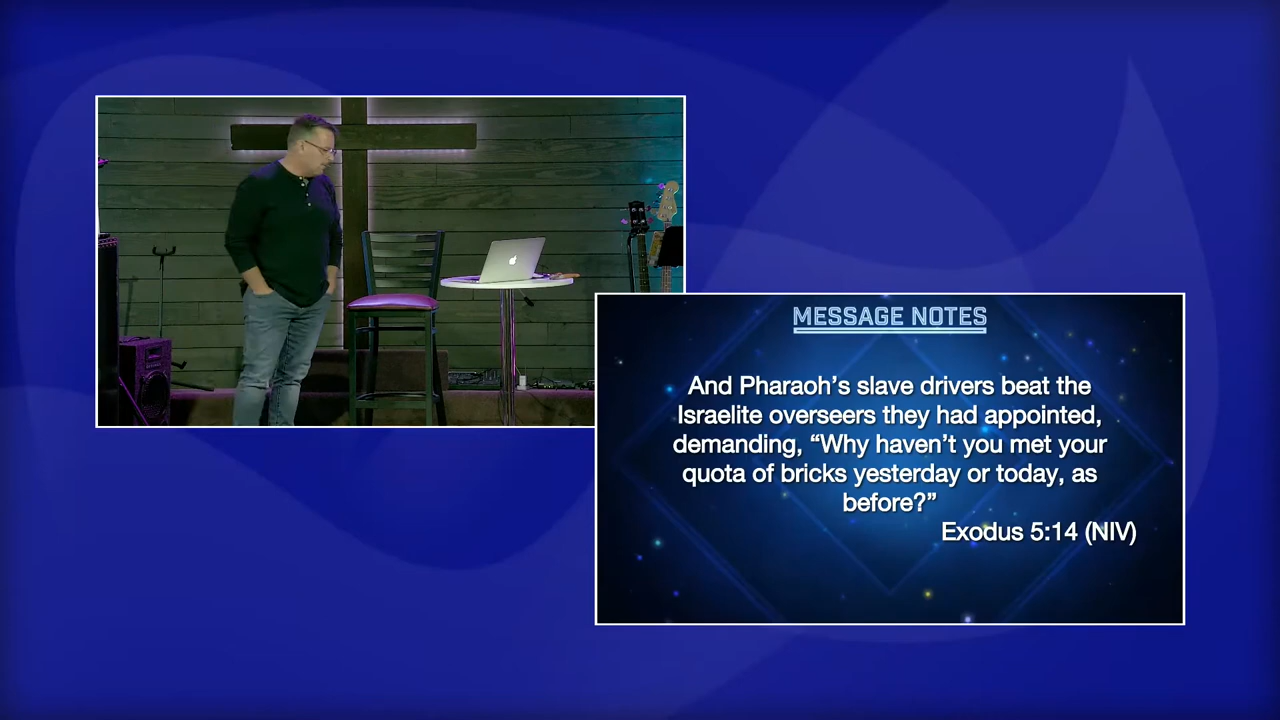 MESSAGE NOTES
And Pharaoh’s slave drivers beat the
Israelite overseers they had appointed,
demanding, “Why haven’t you met your
quota of bricks yesterday or today, as
before?”
Exodus 5:14 (NIV)